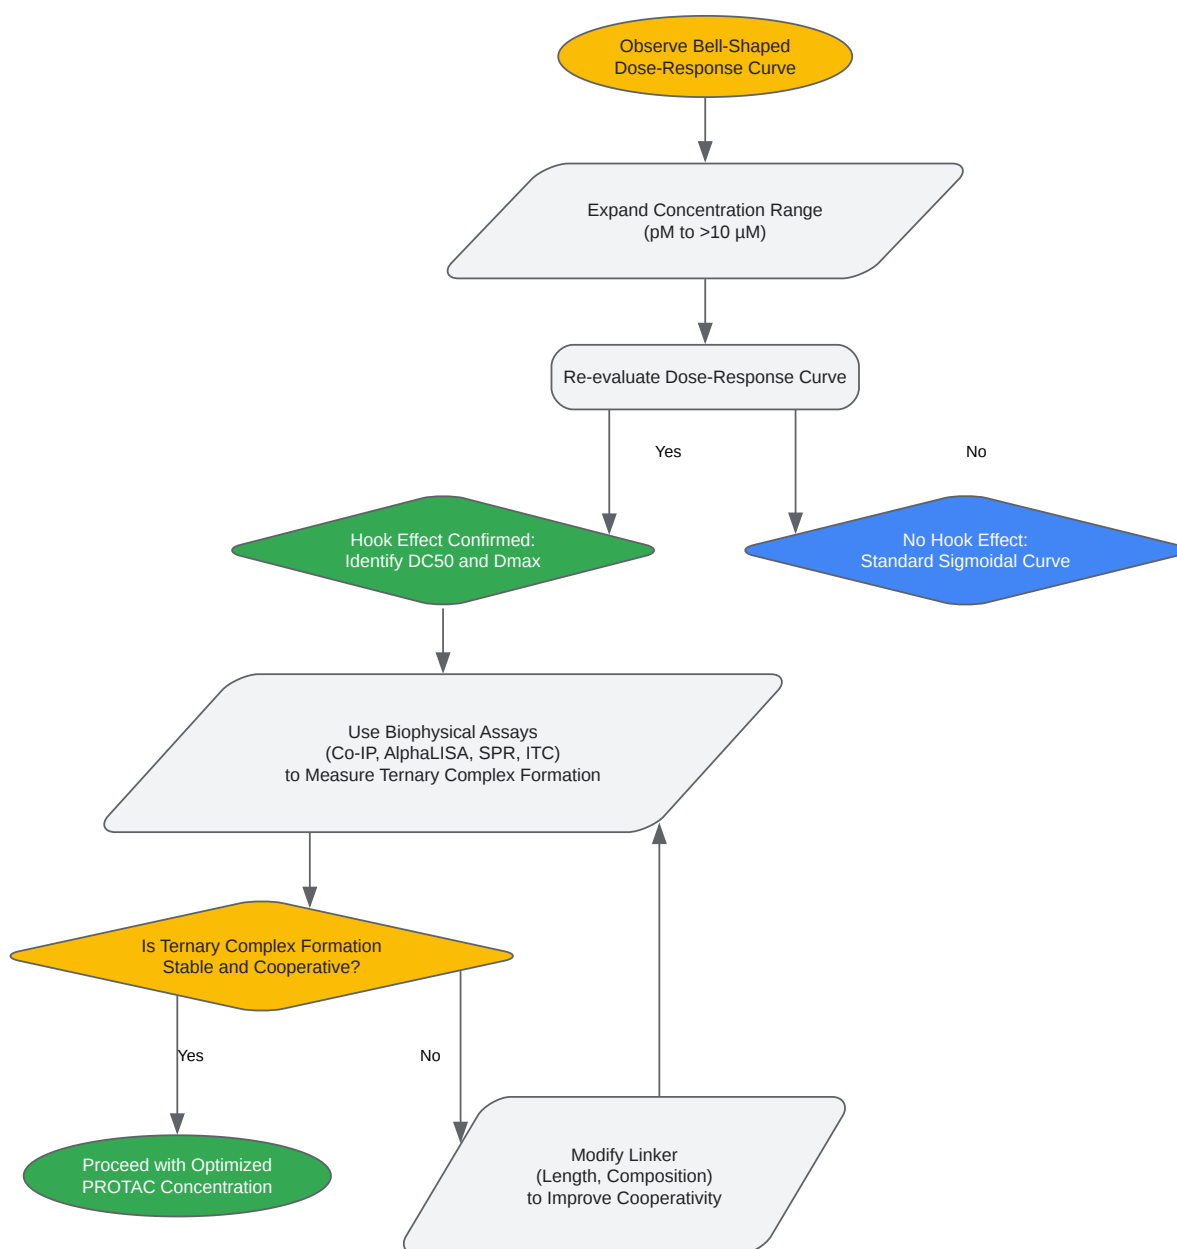 Observe Bell-Shaped
Dose-Response Curve
Expand Concentration Range
(pM to >10 µM)
Re-evaluate Dose-Response Curve
Yes
No
Hook Effect Confirmed:
Identify DC50 and Dmax
No Hook Effect:
Standard Sigmoidal Curve
Use Biophysical Assays
(Co-IP, AlphaLISA, SPR, ITC)
to Measure Ternary Complex Formation
Is Ternary Complex Formation
Stable and Cooperative?
Yes
No
Proceed with Optimized
PROTAC Concentration
Modify Linker
(Length, Composition)
to Improve Cooperativity